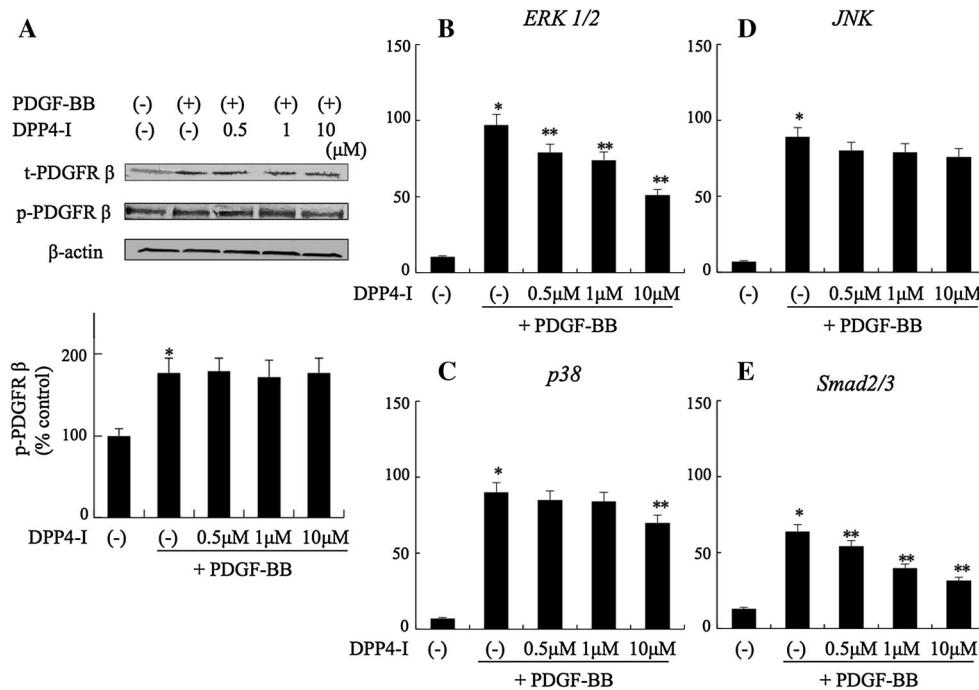 A
PDGF-BB (-) (+) (+) (+) (+)
DPP4-I (-) (-) 0.5 1 10
(μM)
t-PDGFR β
p-PDGFR β
β-actin
p-PDGFR β
(% control)
200
100
0
*
DPP4-I (-) (-) 0.5μM 1μM 10μM
+ PDGF-BB
B
ERK 1/2
150
100
50
0
*
**
**
**
DPP4-I (-) (-) 0.5μM 1μM 10μM
+ PDGF-BB
D
JNK
150
100
50
0
*
(-) (-) 0.5μM 1μM 10μM
+ PDGF-BB
C
p38
150
100
50
0
*
**
DPP4-I (-) (-) 0.5μM 1μM 10μM
+ PDGF-BB
E
Smad2/3
150
100
50
0
*
**
**
**
(-) (-) 0.5μM 1μM 10μM
+ PDGF-BB